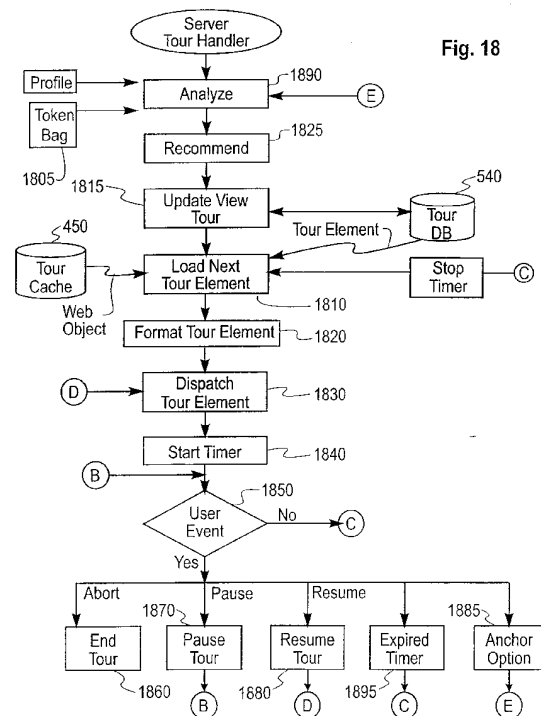 Server
Tour Handler
Fig. 18
Profile
1890
Analyze
E
Token
Bag
1805
1825
Recommend
1815
540
Update View
Tour
Tour
DB
Tour Element
450
Tour
Cache
Load Next
Tour Element
Stop
Timer
C
Web
Object
1810
Format Tour Element
1820
D
Dispatch
Tour Element
1830
Start Timer
1840
B
1850
User
Event
No
C
Yes
Abort
Pause
Resume
1870
1885
End
Tour
Pause
Tour
Resume
Tour
Expired
Timer
Anchor
Option
1860
1680
1895
B
D
C
E